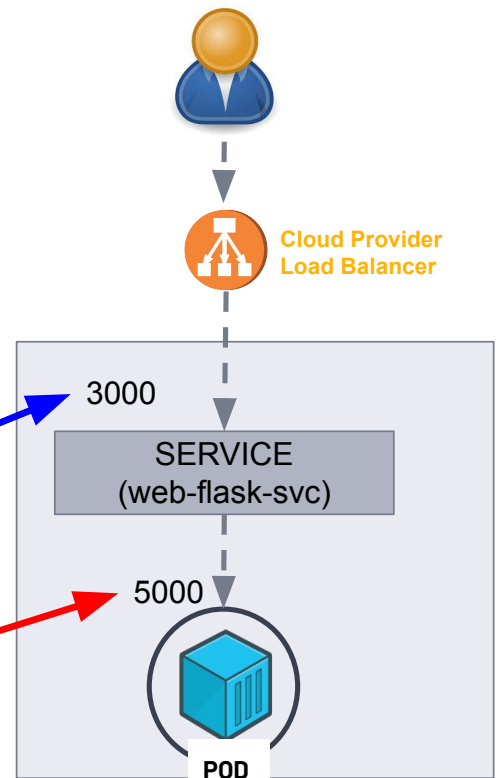 Cloud Provider
Load Balancer
3000
SERVICE
(web-flask-svc)
5000
POD